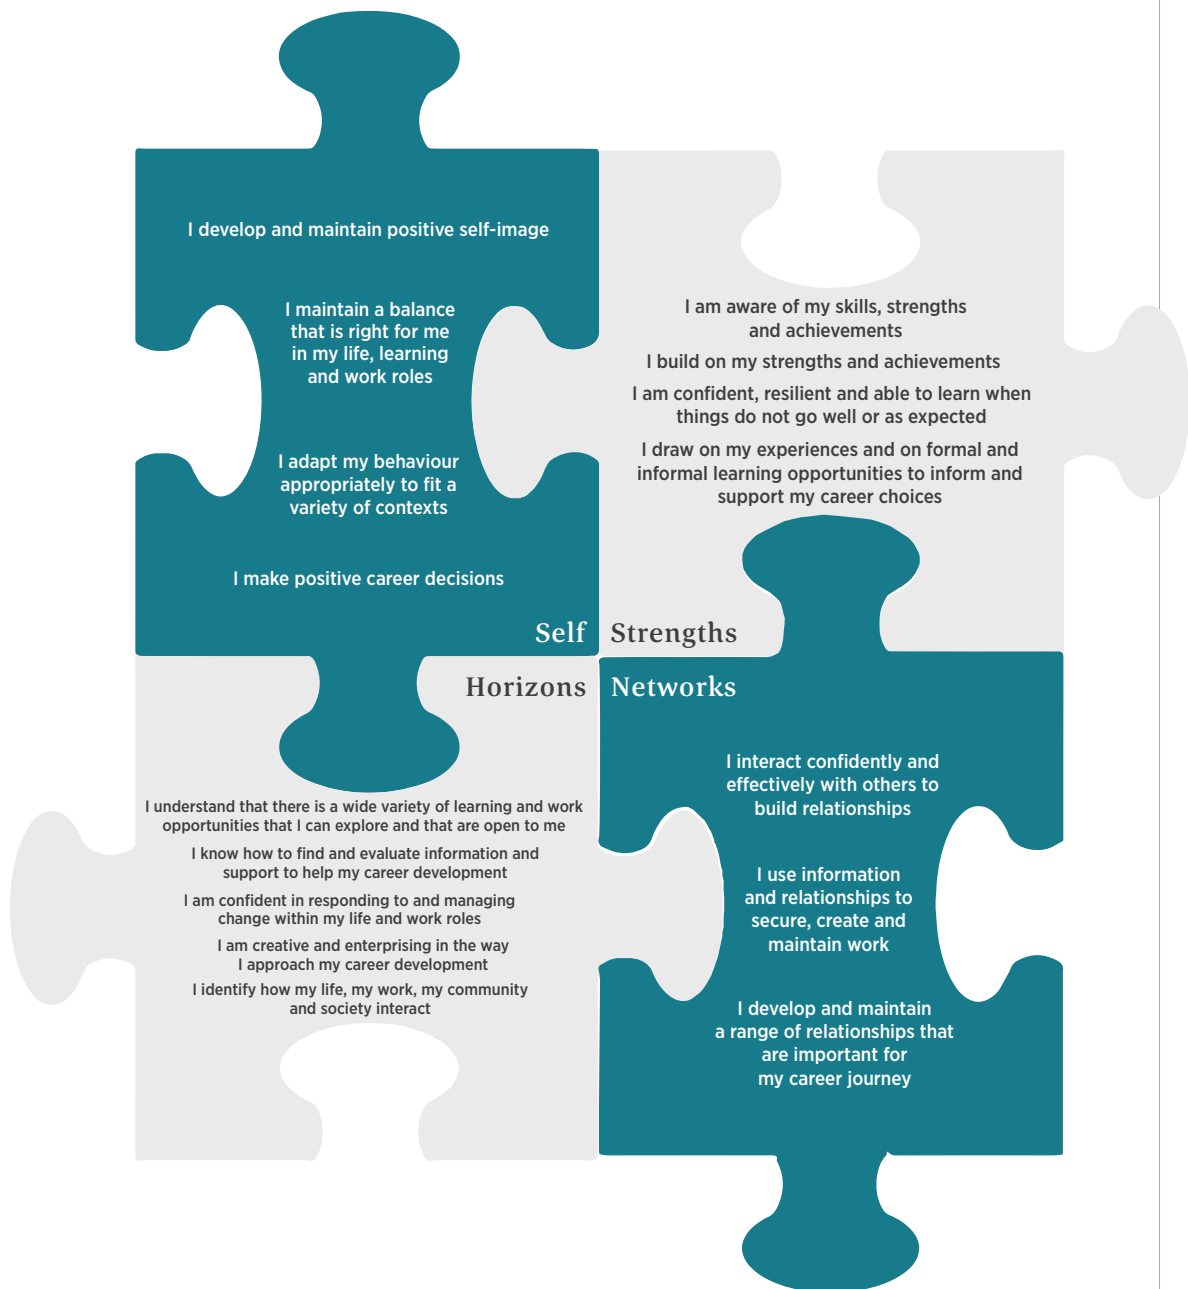 I develop and maintain positive self-image
I maintain a balance
that is right for me
in my life, learning
and work roles
I adapt my behaviour
appropriately to fit a
variety of contexts
I make positive career decisions
Self
I am aware of my skills, strengths
and achievements
I build on my strengths and achievements
I am confident, resilient and able to learn when
things do not go well or as expected
I draw on my experiences and on formal and
informal learning opportunities to inform and
support my career choices
Strengths
Horizons
I understand that there is a wide variety of learning and work
opportunities that I can explore and that are open to me
I know how to find and evaluate information and
support to help my career development
I am confident in responding to and managing
change within my life and work roles
I am creative and enterprising in the way
I approach my career development
I identify how my life, my work, my community
and society interact
Networks
I interact confidently and
effectively with others to
build relationships
I use information
and relationships to
secure, create and
maintain work
I develop and maintain
a range of relationships that
are important for
my career journey